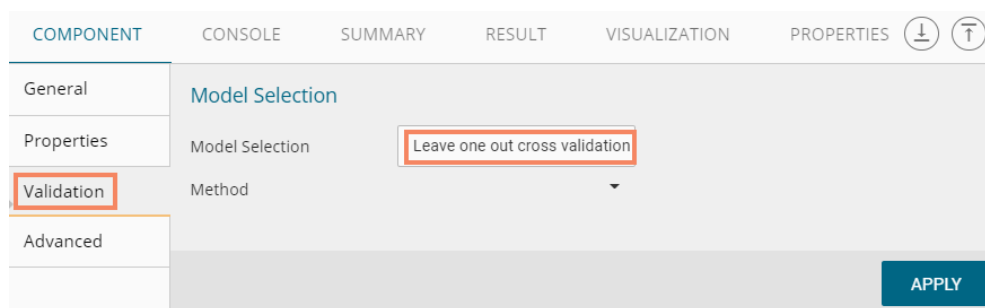 COMPONENT CONSOLE SUMMARY RESULT VISUALIZATION PROPERTIES
General
Properties
Validation
Advanced
Model Selection
Model Selection Leave one out cross validation
Method
APPLY